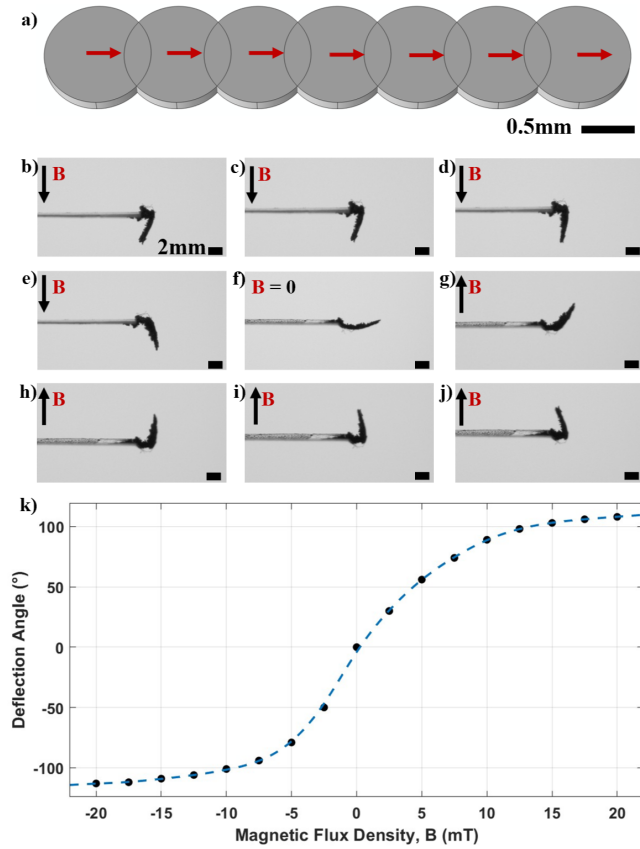 a)
0.5mm
b) B
2mm
c) B
d) B
e) B
f) B = 0
g) B
h) B
i) B
j) B
k)
100
50
0
-50
-100
Deflection Angle (°)
-20 -15 -10 -5 0 5 10 15 20
Magnetic Flux Density, B (mT)